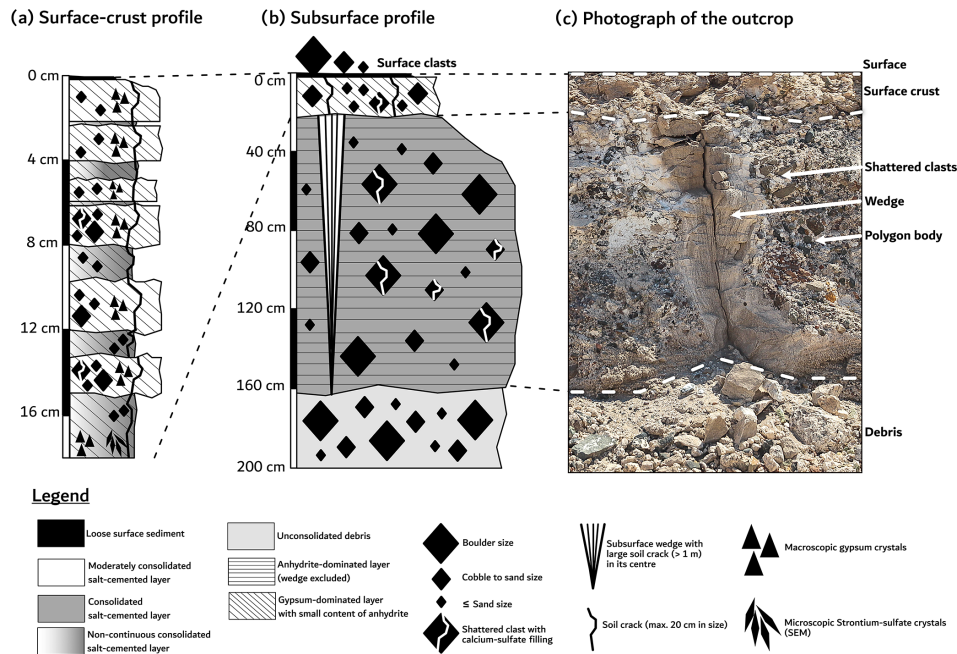 (a) Surface-crust profile
(b) Subsurface profile
(c) Photograph of the outcrop
0 cm
4 cm
8 cm
12 cm
16 cm
Surface clasts
0 cm
40 cm
80 cm
120 cm
160 cm
200 cm
Surface
Surface crust
Shattered clasts
Wedge
Polygon body
Debris
Legend
Loose surface sediment
Moderately consolidated
salt-cemented layer
Consolidated
salt-cemented layer
Non-continuous consolidated
salt-cemented layer
Unconsolidated debris
Anhydrite-dominated layer
(wedge excluded)
Gypsum-dominated layer
with small content of anhydrite
Boulder size
Cobble to sand size
≤ Sand size
Shattered clast with
calcium-sulfate filling
Subsurface wedge with
large soil crack (> 1 m)
in its centre
Soil crack (max. 20 cm in size)
Macroscopic gypsum crystals
Microscopic Strontium-sulfate crystals
(SEM)